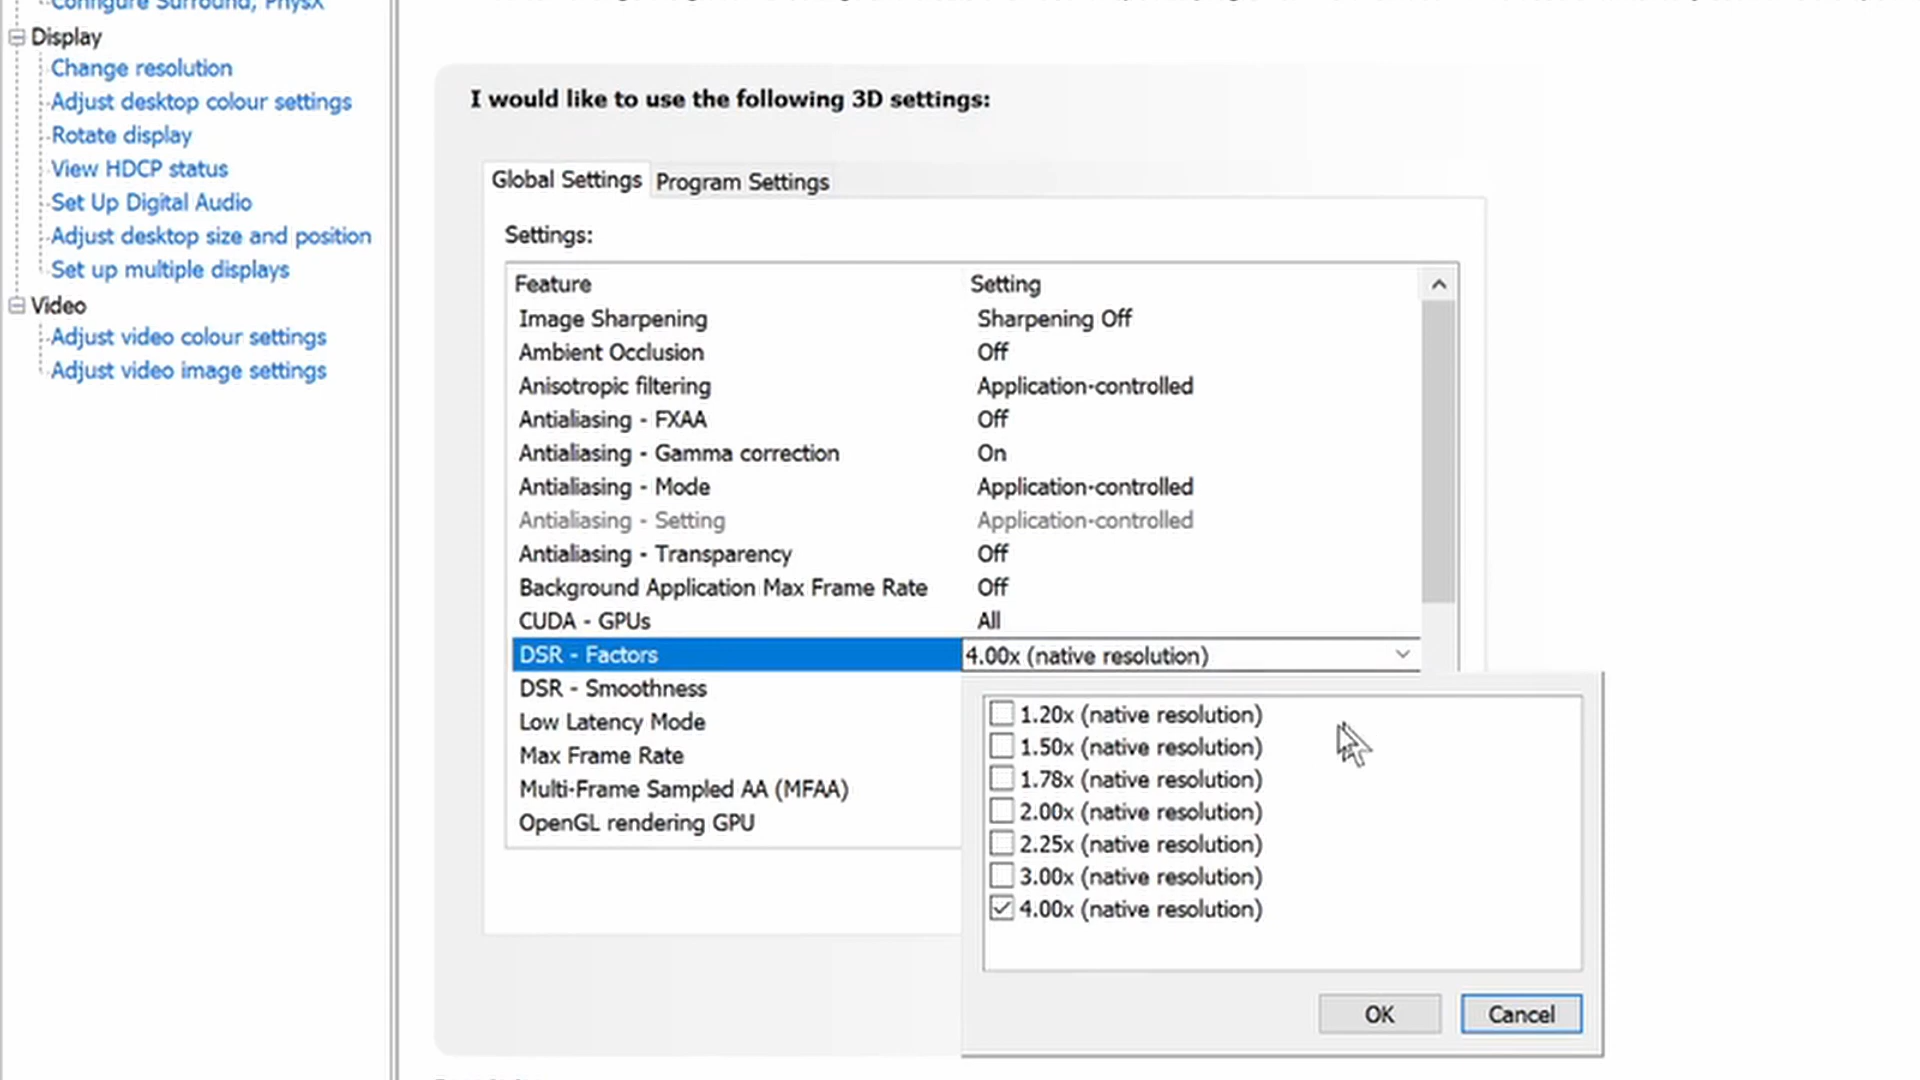 Configure Surround, PhysX
Display
Change resolution
Adjust desktop colour settings
Rotate display
View HDCP status
Set Up Digital Audio
Adjust desktop size and position
Set up multiple displays
Video
Adjust video colour settings
Adjust video image settings
I would like to use the following 3D settings:
Global Settings
Program Settings
Settings:
Feature Setting
Image Sharpening Sharpening Off
Ambient Occlusion Off
Anisotropic filtering Application-controlled
Antialiasing - FXAA Off
Antialiasing - Gamma correction On
Antialiasing - Mode Application-controlled
Antialiasing - Setting Application-controlled
Antialiasing - Transparency Off
Background Application Max Frame Rate Off
CUDA - GPUs All
DSR - Factors 4.00x (native resolution)
DSR - Smoothness
Low Latency Mode
Max Frame Rate
Multi-Frame Sampled AA (MFAA)
OpenGL rendering GPU
1.20x (native resolution)
1.50x (native resolution)
1.78x (native resolution)
2.00x (native resolution)
2.25x (native resolution)
3.00x (native resolution)
4.00x (native resolution)
OK
Cancel